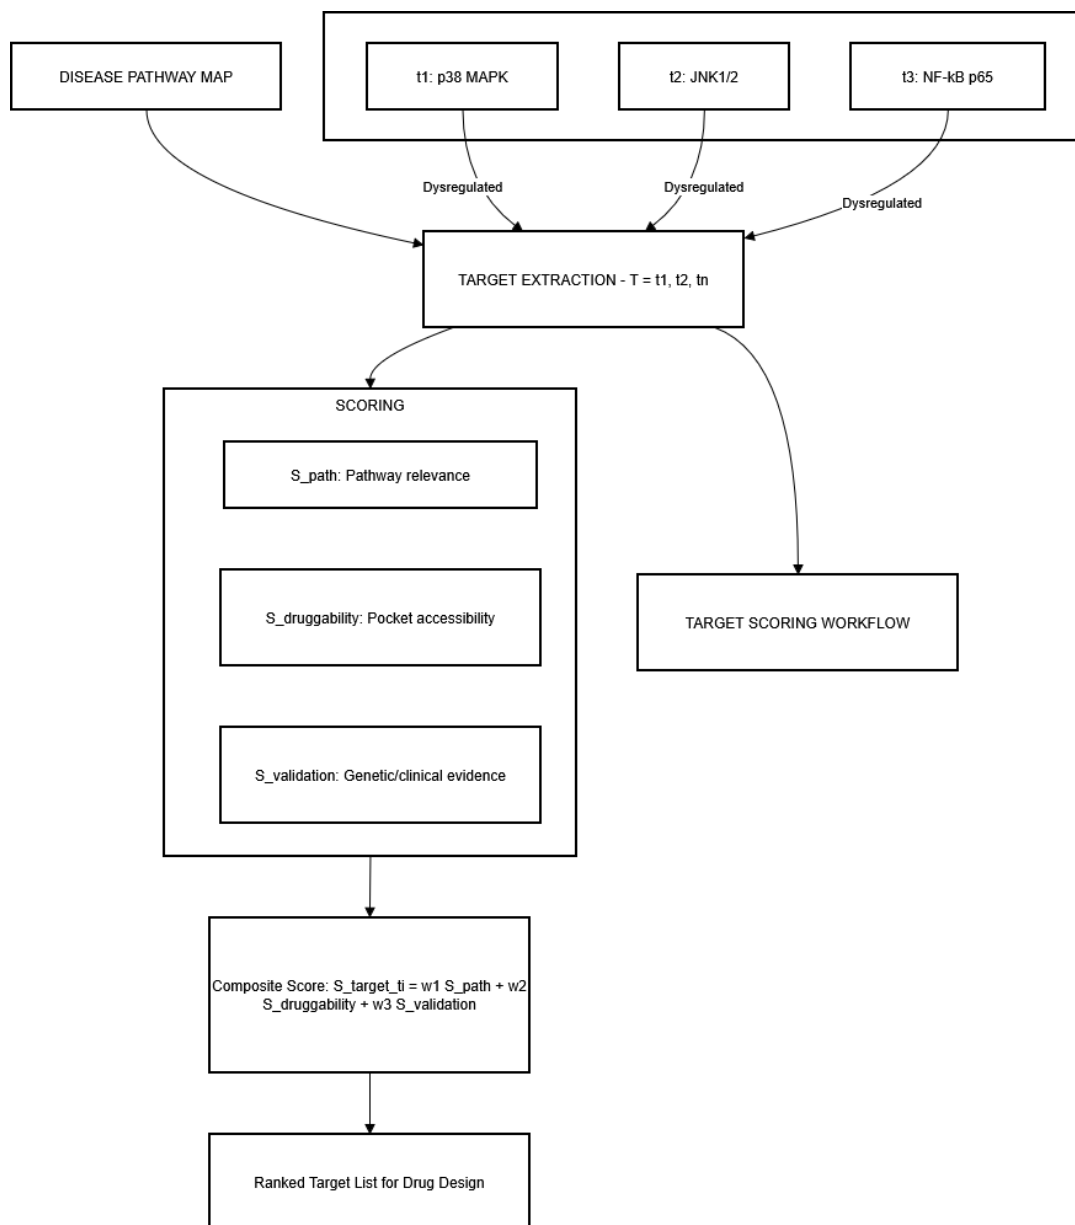 DISEASE PATHWAY MAP
t1: p38 MAPK
t2: JNK1/2
t3: NF-kB p65
Dysregulated
Dysregulated
Dysregulated
TARGET EXTRACTION - T = t1, t2, tn
SCORING
S_path: Pathway relevance
S_druggability: Pocket accessibility
TARGET SCORING WORKFLOW
S_validation: Genetic/clinical evidence
Composite Score: S_target_ti = w1 S_path + w2
S_druggability + w3 S_validation
Ranked Target List for Drug Design